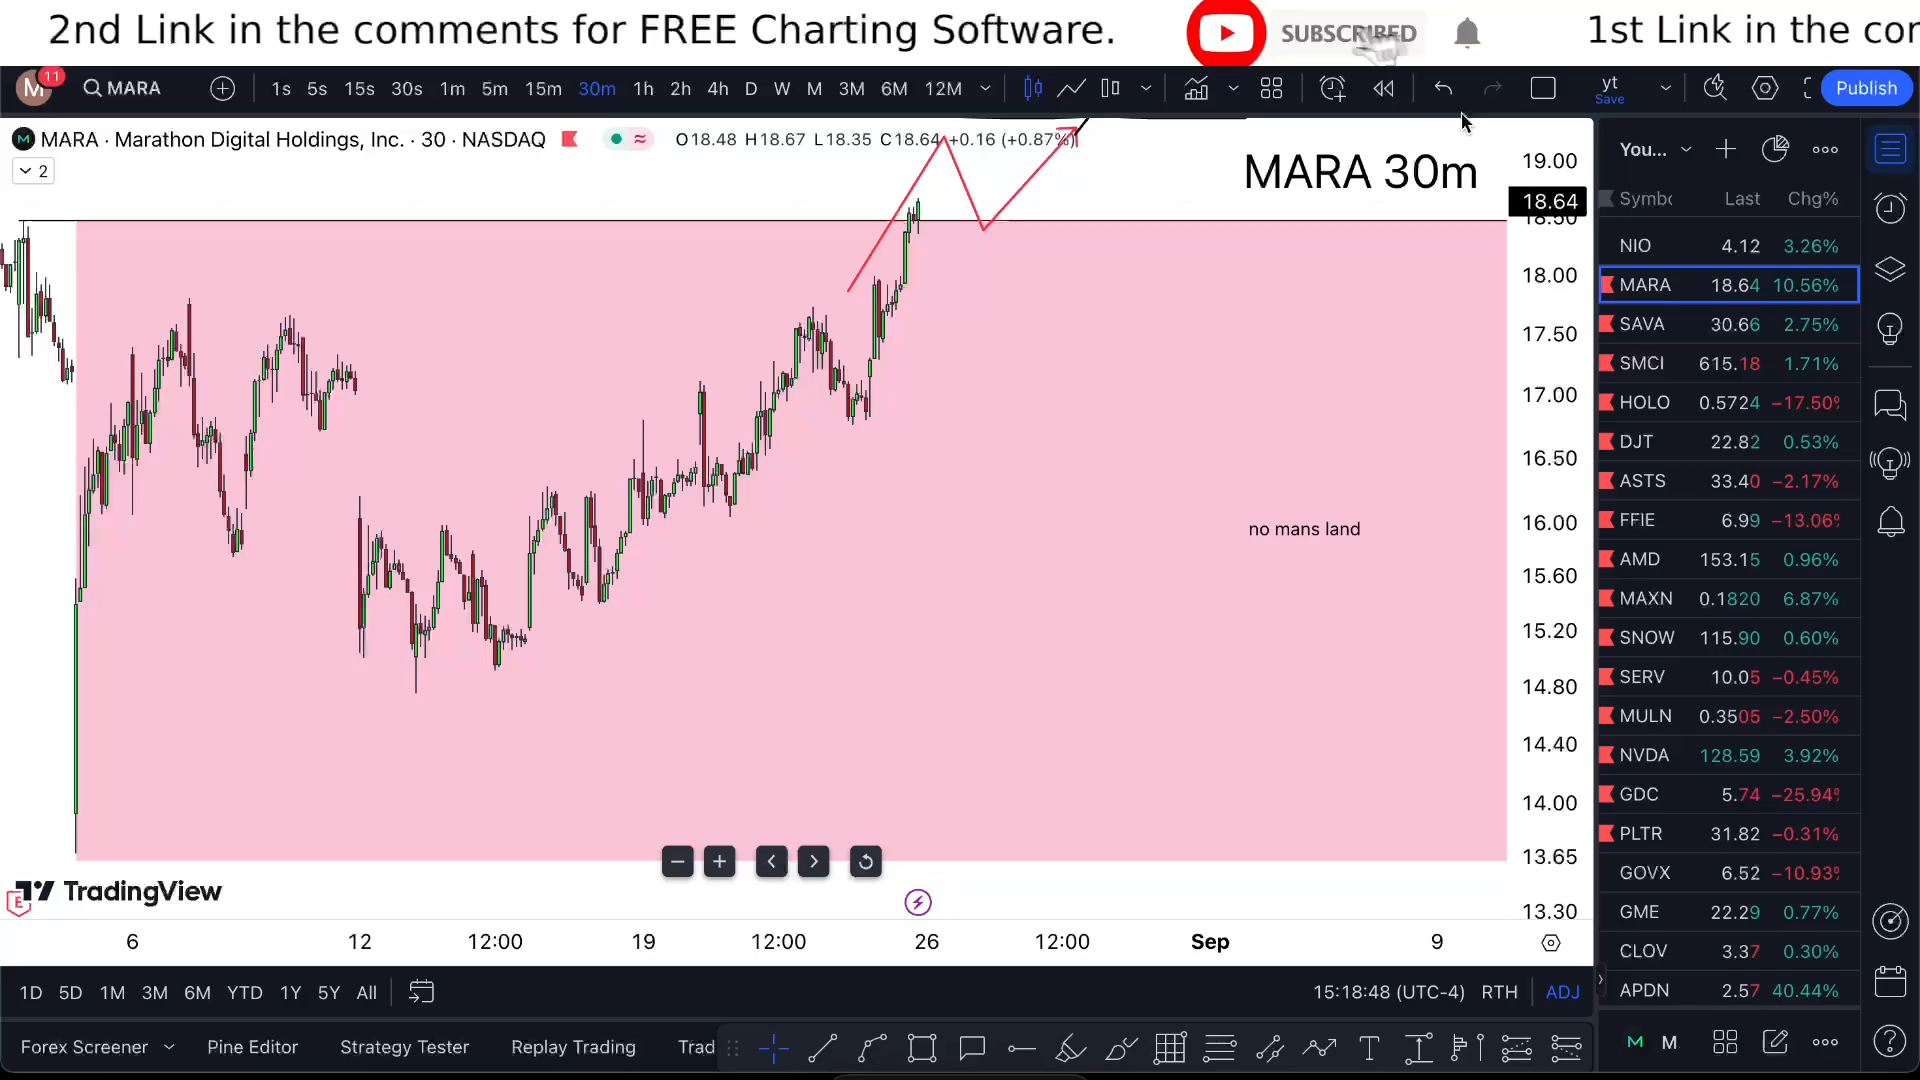 2nd Link in the comments for FREE Charting Software.
SUBSCRIBED
1st Link in the cor
M 11 MARA 1s 5s 15s 30s 1m 5m 15m 30m 1h 2h 4h D W M 3M 6M 12M yt Save Publish
MARA · Marathon Digital Holdings, Inc. · 30 · NASDAQ O18.48 H18.67 L18.35 C18.64 +0.16 (+0.87%)
2
MARA 30m
no mans land
19.00
18.64
18.50
18.00
17.50
17.00
16.50
16.00
15.60
15.20
14.80
14.40
14.00
13.65
13.30
TradingView
E
6 12 12:00 19 12:00 26 12:00 Sep 9
You...
Symbo Last Chg%
NIO 4.12 3.26%
MARA 18.64 10.56%
SAVA 30.66 2.75%
SMCI 615.18 1.71%
HOLO 0.5724 −17.50%
DJT 22.82 0.53%
ASTS 33.40 −2.17%
FFIE 6.99 −13.06%
AMD 153.15 0.96%
MAXN 0.1820 6.87%
SNOW 115.90 0.60%
SERV 10.05 −0.45%
MULN 0.3505 −2.50%
NVDA 128.59 3.92%
GDC 5.74 −25.94%
PLTR 31.82 −0.31%
GOVX 6.52 −10.93%
GME 22.29 0.77%
CLOV 3.37 0.30%
APDN 2.57 40.44%
M M
1D 5D 1M 3M 6M YTD 1Y 5Y All 15:18:48 (UTC-4) RTH ADJ
Forex Screener Pine Editor Strategy Tester Replay Trading Trad